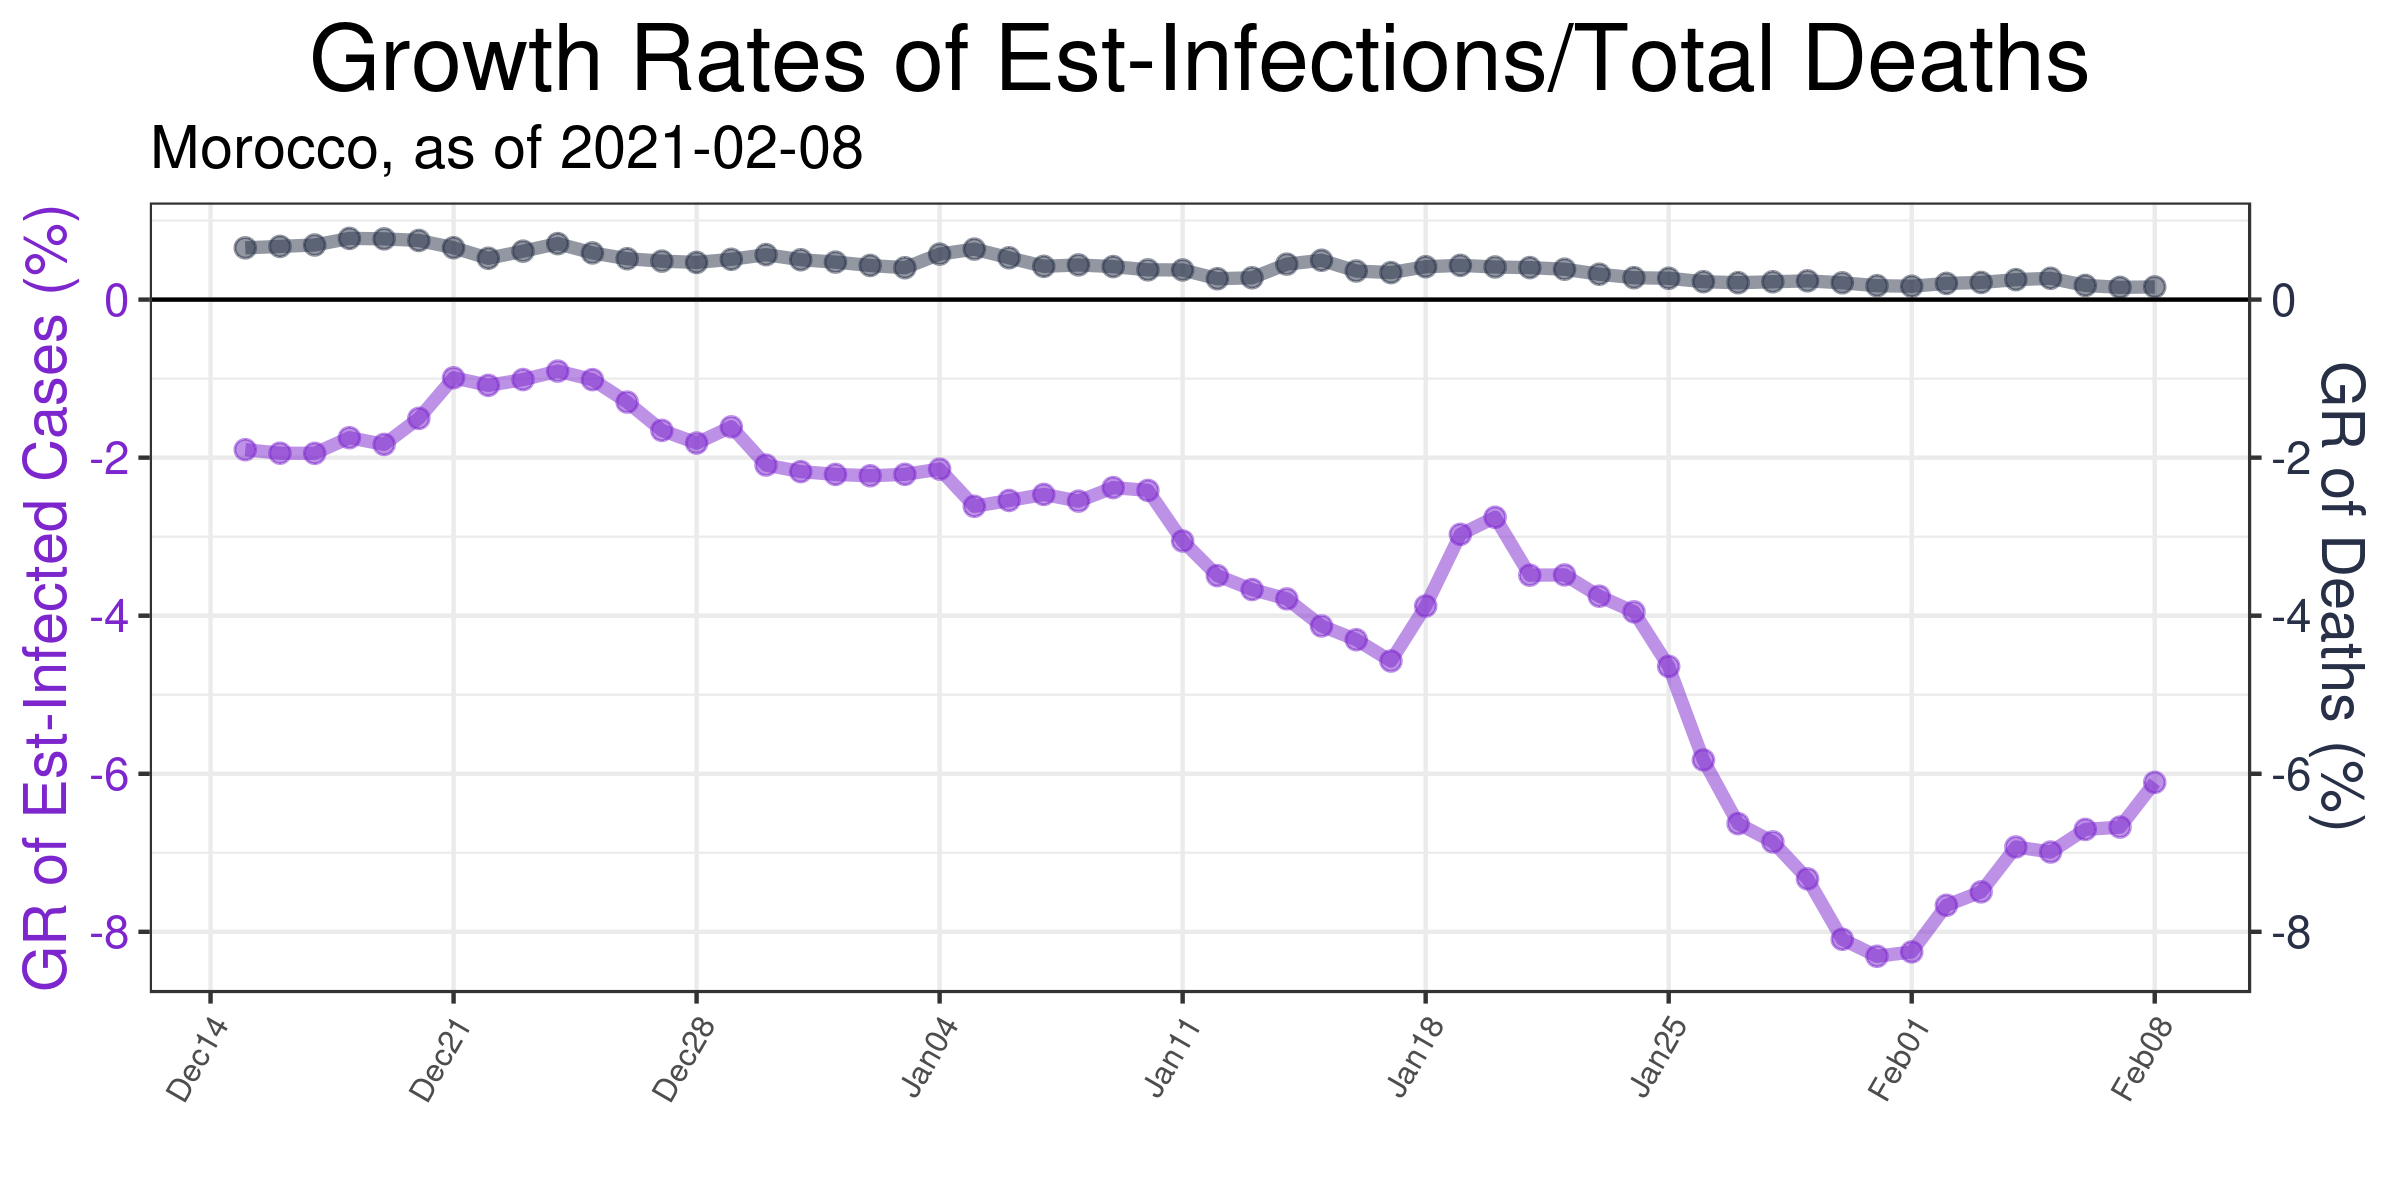 Growth Rates of Est-Infections/Total Deaths
Morocco, as of 2021-02-08
GR of Est-Infected Cases (%)
0
-2
-4
-6
-8
0
-2
-4
-6
-8
GR of Deaths (%)
Dec14
Dec21
Dec28
Jan04
Jan11
Jan18
Jan25
Feb01
Feb08